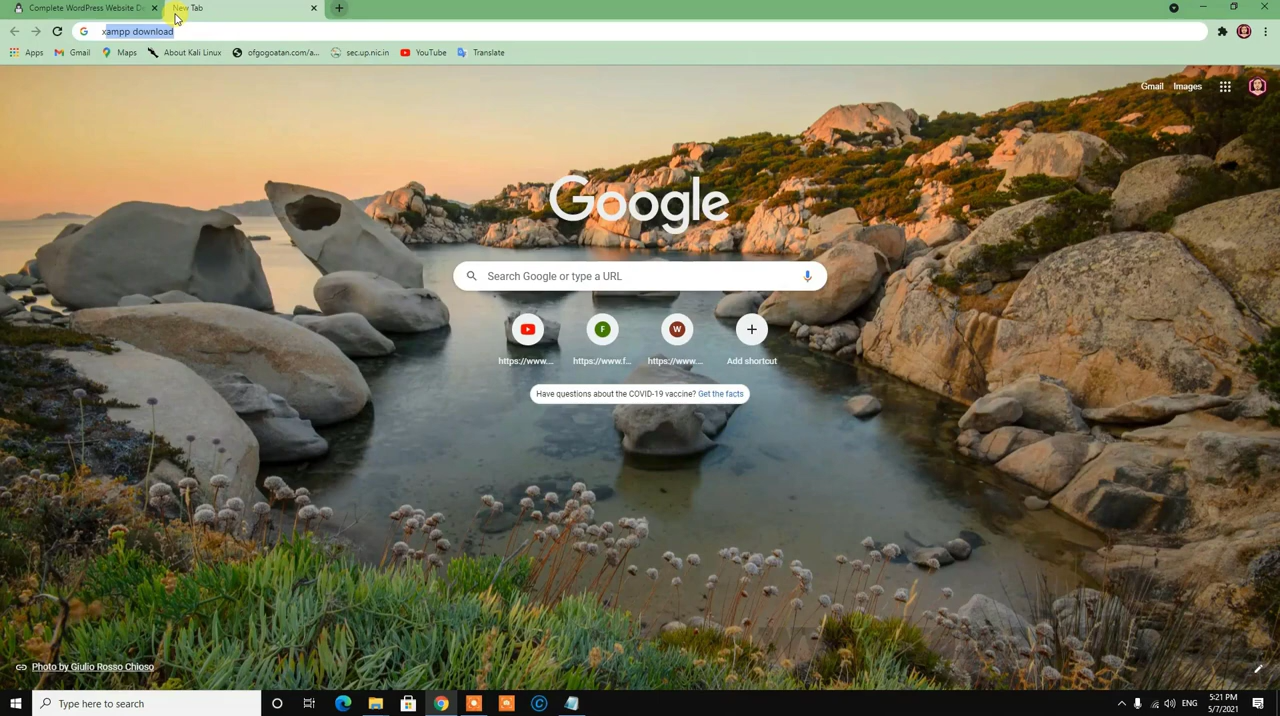 Complete WordPress Website De
New Tab
xampp download
Apps
Gmail
Maps
About Kali Linux
ofgogoatan.com/a...
sec.up.nic.in
YouTube
Translate
Gmail
Images
Google
Search Google or type a URL
F
W
https://www....
https://www.f...
https://www....
Add shortcut
Have questions about the COVID-19 vaccine? Get the facts
Photo by Giulio Rosso Chioso
Type here to search
ENG
5:21 PM
5/7/2021